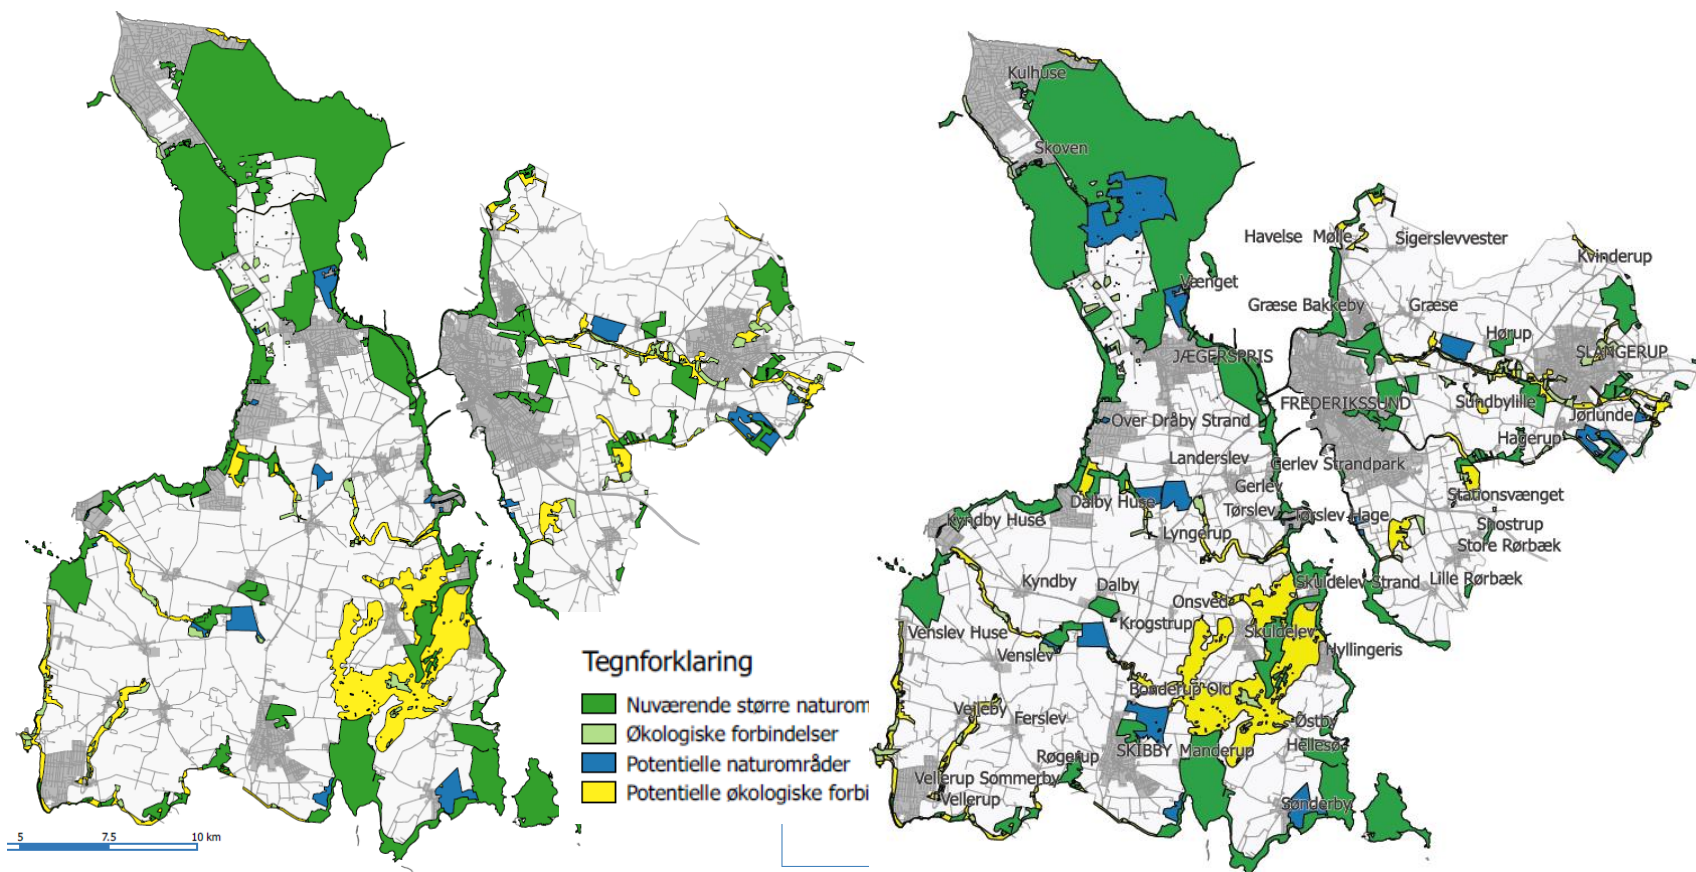 Tegnforklaring
Nuværende større naturom
Økologiske forbindelser
Potentielle naturområder
Potentielle økologiske forbi
5 7.5 10 km
Kulhuse
Skoven
Havelse Mølle
Sigerslevvester
Kvinderup
Vænget
Græse Bakkeby
Græse
Hørup
SLANGERUP
JÆGERSPRIS
FREDERIKSSUND
Sundbylille
Jørlunde
Over Dråby Strand
Hagerup
Landerslev
Gerlev Strandpark
Gerlev
Stationsvænget
Dalby Huse
Tørslev
Tørslev Hage
Kyndby Huse
Lyngerup
Store Rørbæk
Kyndby
Dalby
Skuldelev Strand
Lille Rørbæk
Onsved
Krogstrup
Skuldelev
Venslev Huse
Hyllingeris
Venslev
Bonderup Old
Vejleby
Ferslev
Østby
Røgerup
SKIBBY
Manderup
Hellesø
Vellerup Sommerby
Vellerup
Sønderby